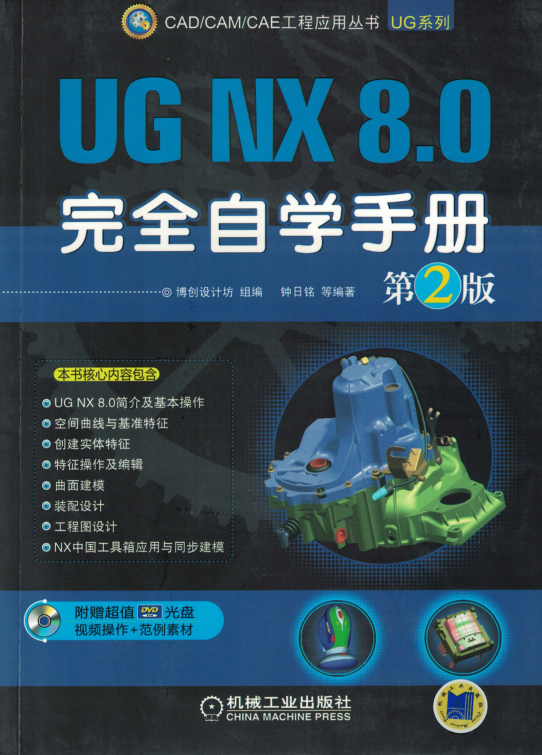 CAD/CAM/CAE工程应用丛书 UG系列
UG NX 8.0
完全自学手册
第2版
◎ 博创设计坊 组编 钟日铭 等编著
本书核心内容包含
UG NX 8.0简介及基本操作
空间曲线与基准特征
创建实体特征
特征操作及编辑
曲面建模
装配设计
工程图设计
NX中国工具箱应用与同步建模
附赠超值 DVD 光盘
视频操作+范例素材
机械工业出版社
CHINA MACHINE PRESS